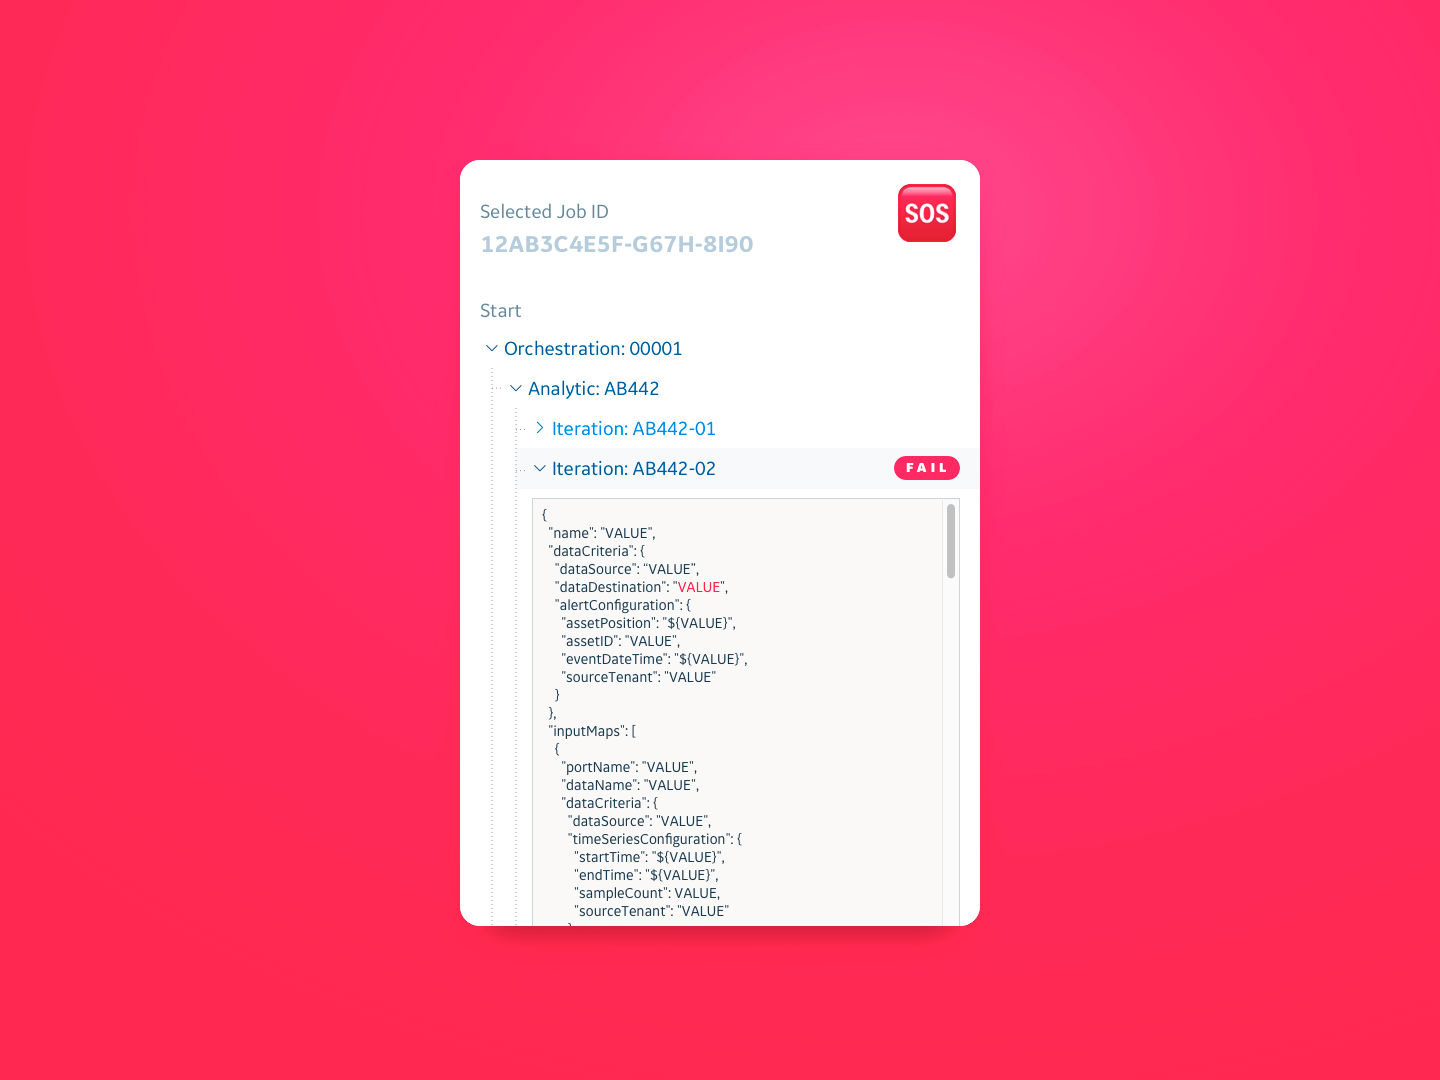 Selected Job ID
SOS
12AB3C4E5F-G67H-8I90
Start
Orchestration: 00001
Analytic: AB442
Iteration: AB442-01
Iteration: AB442-02
FAIL
{
"name": "VALUE",
"dataCriteria": {
"dataSource": “VALUE”,
"dataDestination": "VALUE",
"alertConfiguration": {
"assetPosition": "${VALUE}",
"assetID": "VALUE",
"eventDateTime": "${VALUE}",
"sourceTenant": "VALUE"
}
},
"inputMaps": [
{
"portName": "VALUE",
"dataName": "VALUE",
"dataCriteria": {
"dataSource": "VALUE",
"timeSeriesConfiguration": {
"startTime": "${VALUE}",
"endTime": "${VALUE}",
"sampleCount": VALUE,
"sourceTenant": "VALUE"
}